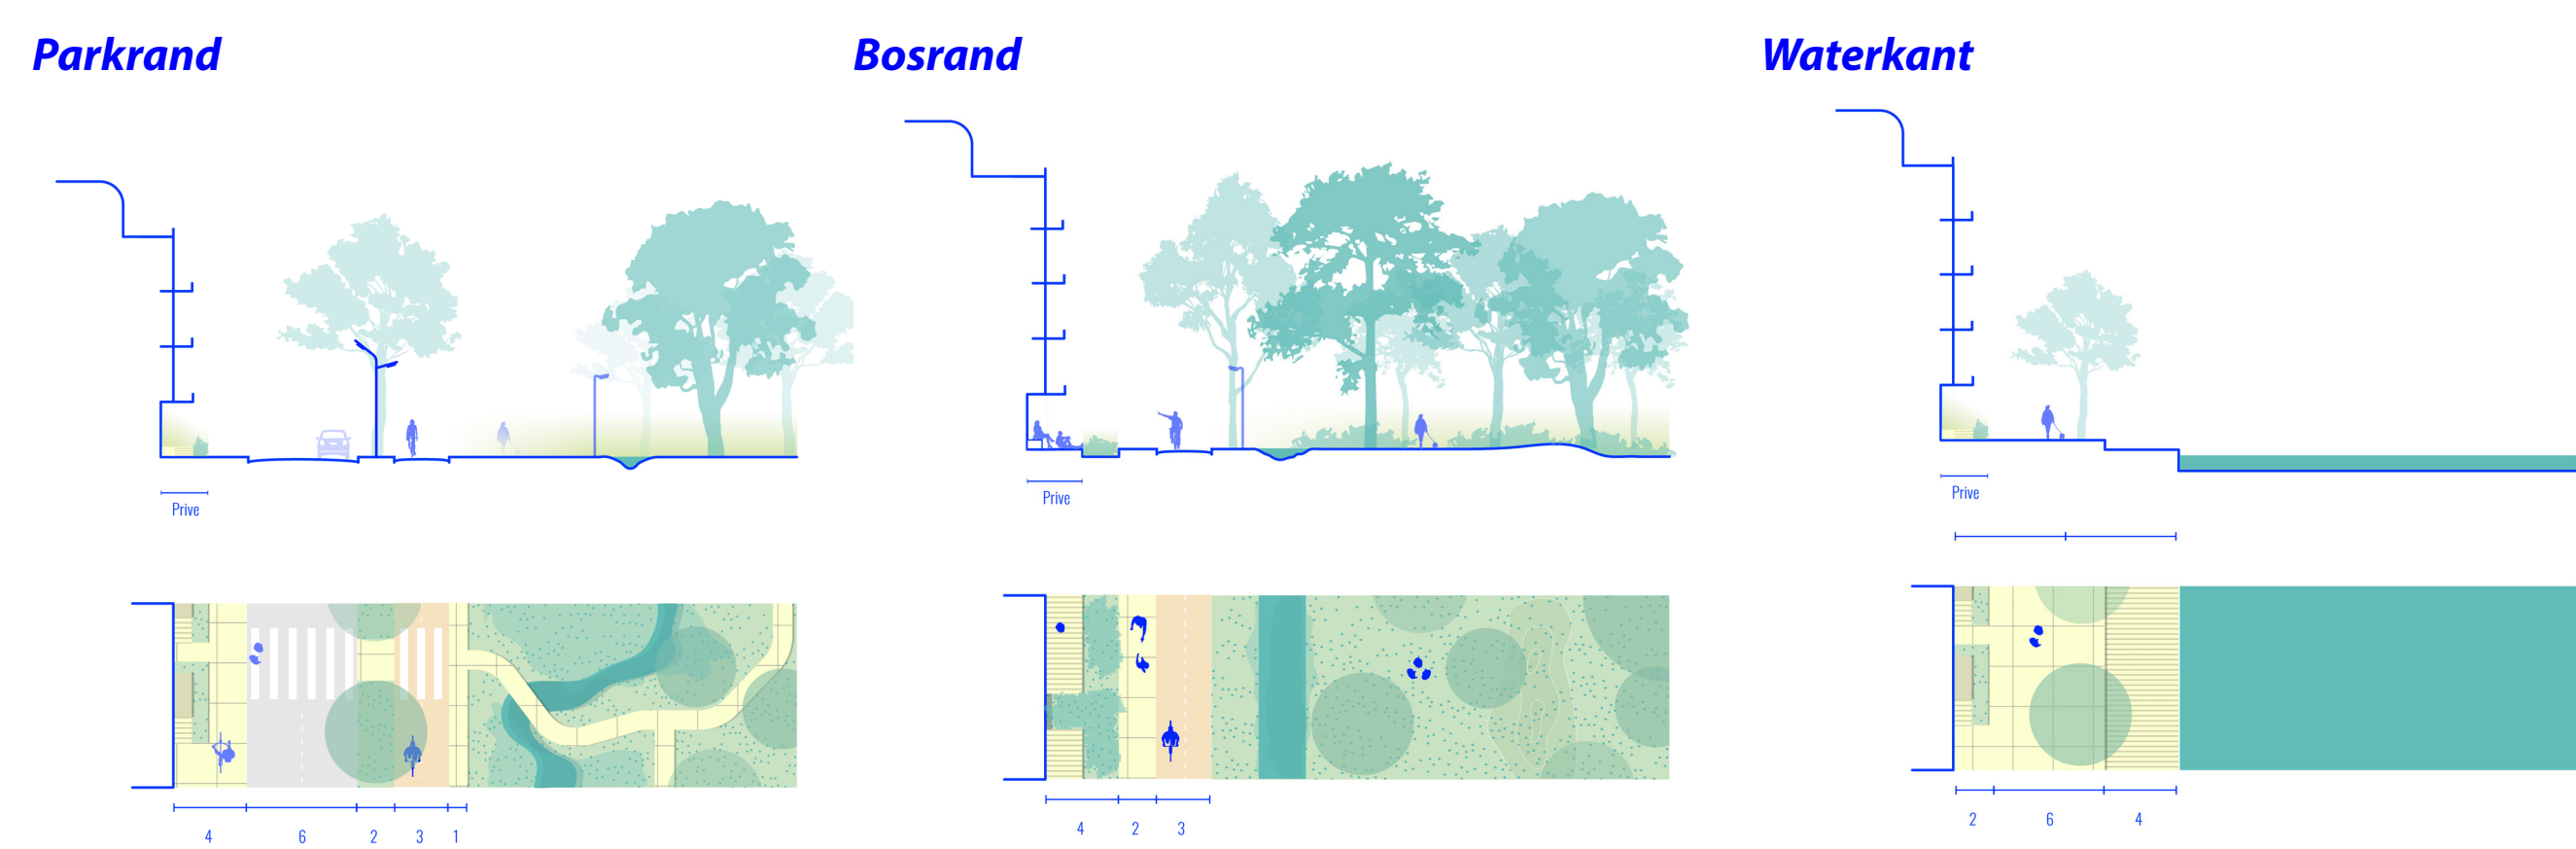 Parkrand
Bosrand
Waterkant
Prive
Prive
Prive
4 6 2 3 1
4 2 3
2 6 4